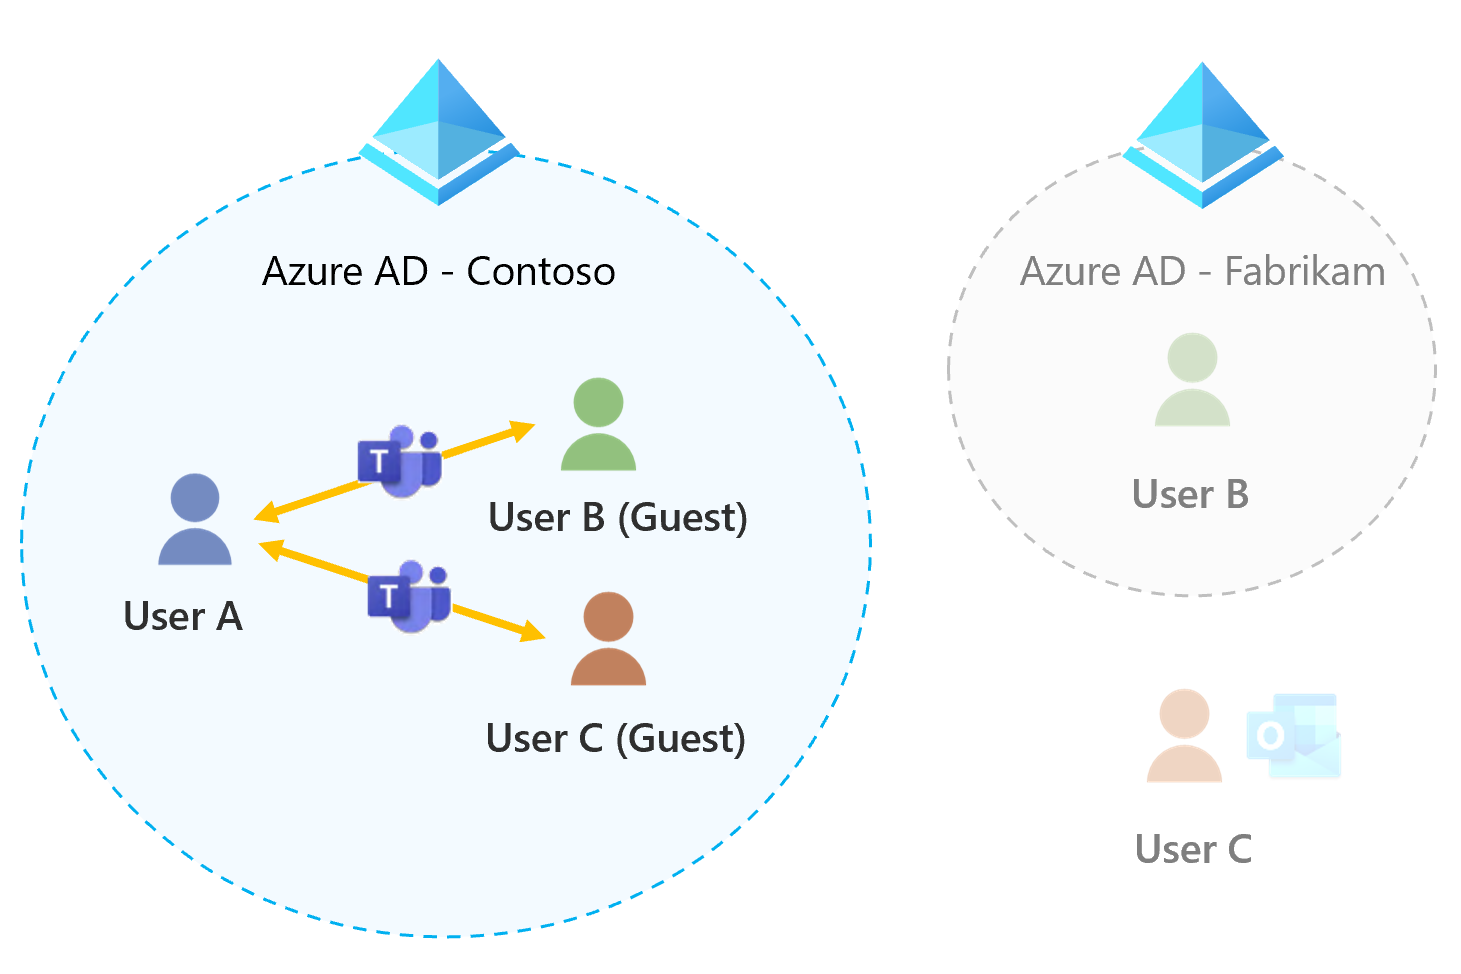 Azure AD - Contoso
Azure AD - Fabrikam
T
User B
User B (Guest)
T
User A
User C (Guest)
O
User C